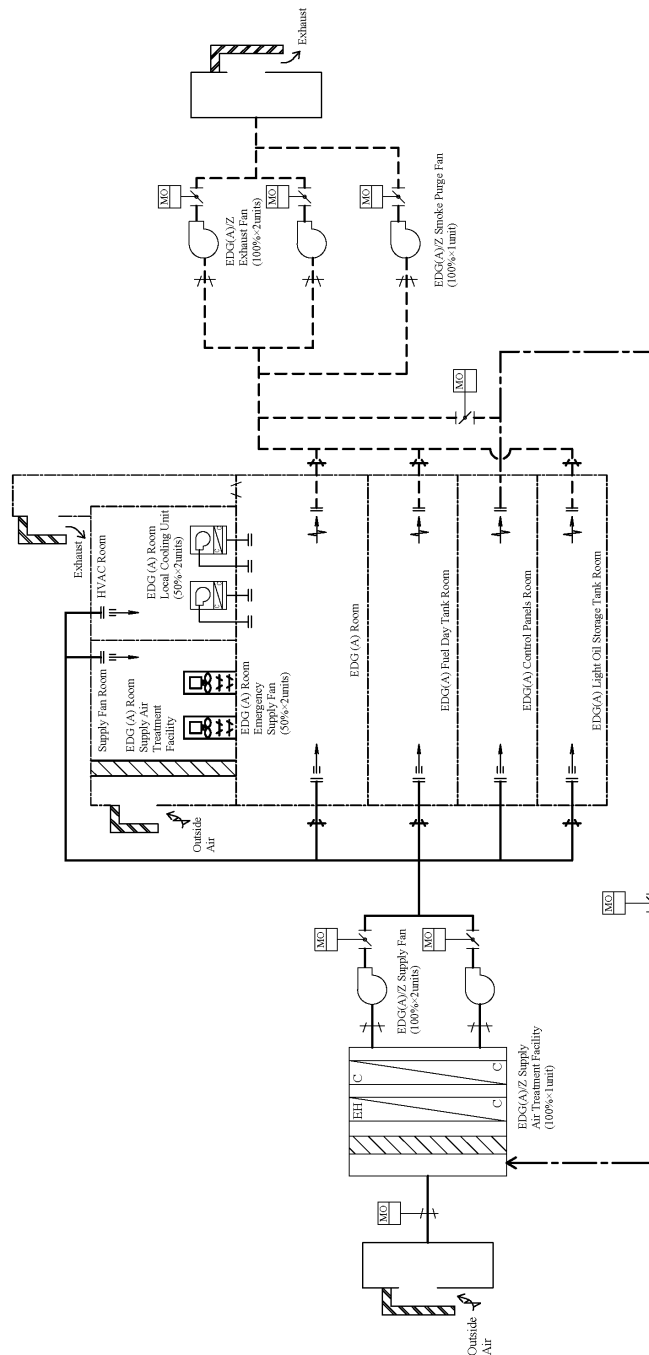 Exhaust
MO
EDG(A)/Z
Exhaust Fan
(100%×2units)
MO
MO
EDG(A)/Z Smoke Purge Fan
(100%×1unit)
MO
Exhaust
HVAC Room
EDG (A) Room
Local Cooling Unit
(50%×2units)
Supply Fan Room
EDG (A) Room
Supply Air
Treatment
Facility
EDG (A) Room
Emergency
Supply Fan
(50%×2units)
Outside
Air
EDG (A) Room
EDG(A) Fuel Day Tank Room
EDG(A) Control Panels Room
EDG(A) Light Oil Storage Tank Room
MO
MO
EDG(A)/Z Supply Fan
(100%×2units)
MO
EH
C
C
C
EDG(A)/Z Supply
Air Treatment Facility
(100%×1unit)
MO
Outside
Air